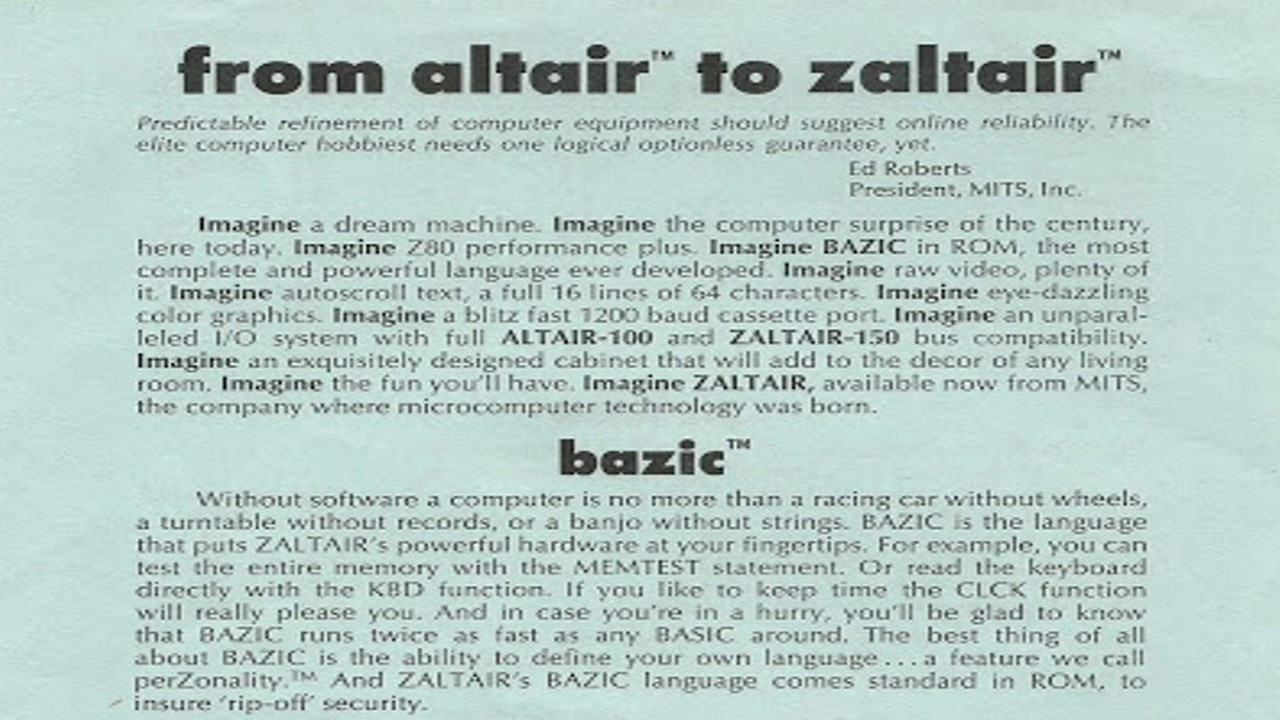 from altair™ to zaltair™
Predictable refinement of computer equipment should suggest online reliability. The
elite computer hobbiest needs one logical optionless guarantee, yet.
Ed Roberts
President, MITS, Inc.
Imagine a dream machine. Imagine the computer surprise of the century,
here today. Imagine Z80 performance plus. Imagine BAZIC in ROM, the most
complete and powerful language ever developed. Imagine raw video, plenty of
it. Imagine autoscroll text, a full 16 lines of 64 characters. Imagine eye-dazzling
color graphics. Imagine a blitz fast 1200 baud cassette port. Imagine an unparal-
leled I/O system with full ALTAIR-100 and ZALTAIR-150 bus compatibility.
Imagine an exquisitely designed cabinet that will add to the decor of any living
room. Imagine the fun you'll have. Imagine ZALTAIR, available now from MITS,
the company where microcomputer technology was born.
bazic™
Without software a computer is no more than a racing car without wheels,
a turntable without records, or a banjo without strings. BAZIC is the language
that puts ZALTAIR's powerful hardware at your fingertips. For example, you can
test the entire memory with the MEMTEST statement. Or read the keyboard
directly with the KBD function. If you like to keep time the CLCK function
will really please you. And in case you're in a hurry, you'll be glad to know
that BAZIC runs twice as fast as any BASIC around. The best thing of all
about BAZIC is the ability to define your own language...a feature we call
perZonality.™ And ZALTAIR's BAZIC language comes standard in ROM, to
insure 'rip-off' security.